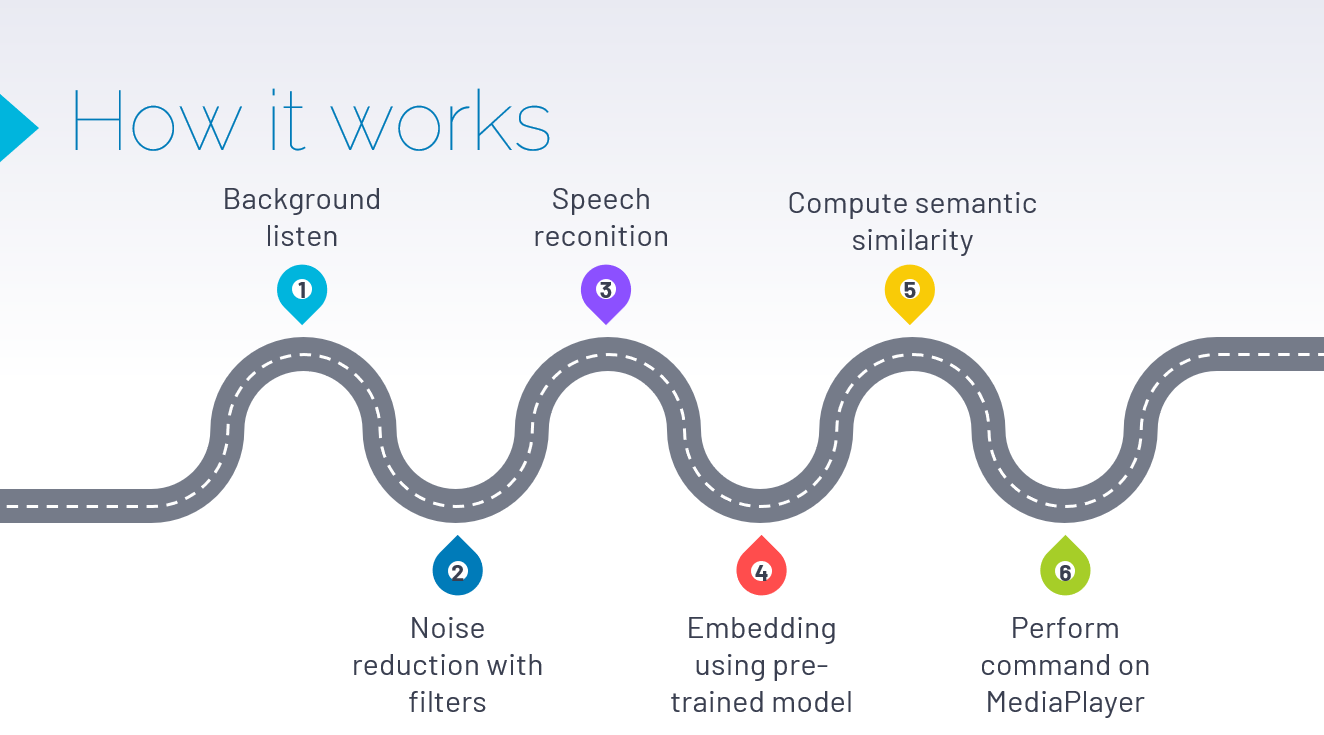 How it works
Background
listen
1
Noise
reduction with
filters
2
Speech
reconition
3
Embedding
using pre-
trained model
4
Compute semantic
similarity
5
Perform
command on
MediaPlayer
6